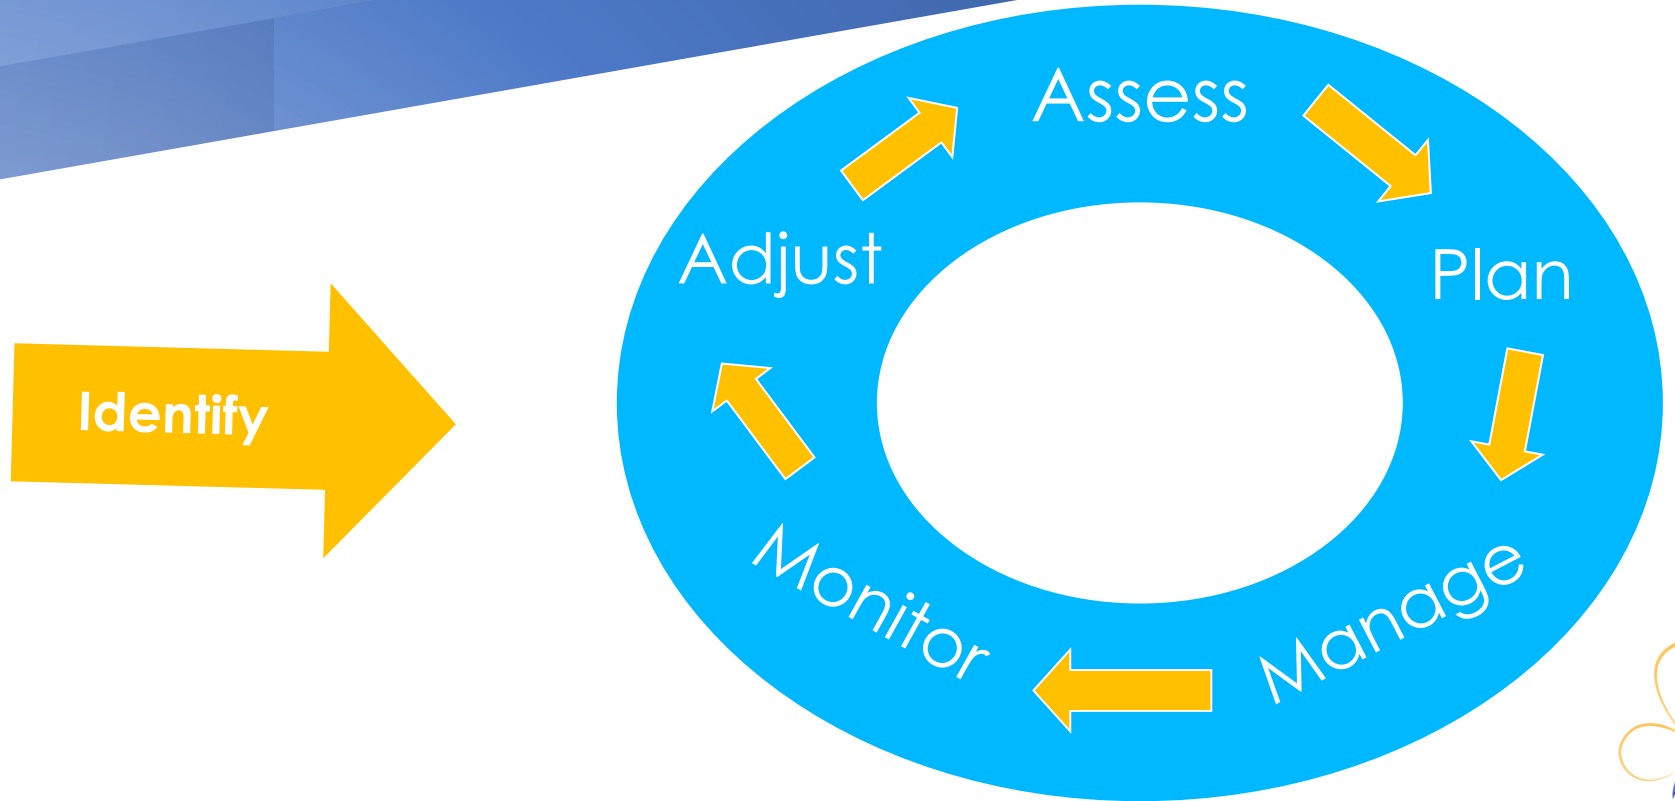 Identify
Assess
Plan
Manage
Monitor
Adjust